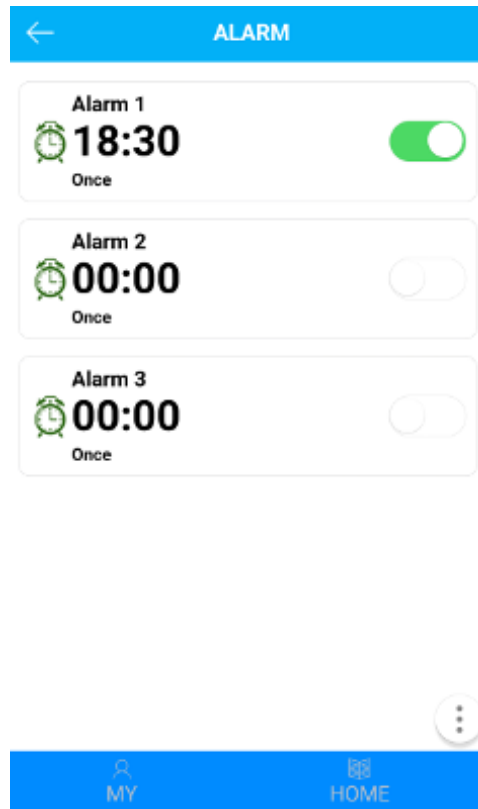 ALARM
Alarm 1
18:30
Once
Alarm 2
00:00
Once
Alarm 3
00:00
Once
MY
HOME